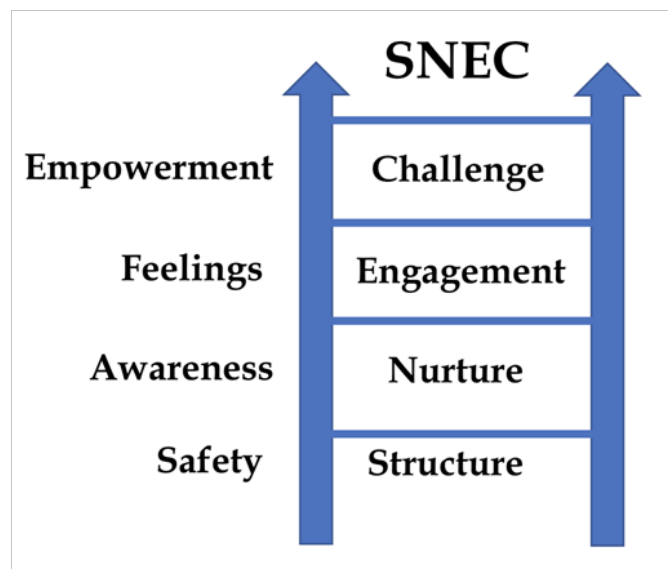 SNEC
Empowerment Challenge
Feelings Engagement
Awareness Nurture
Safety Structure